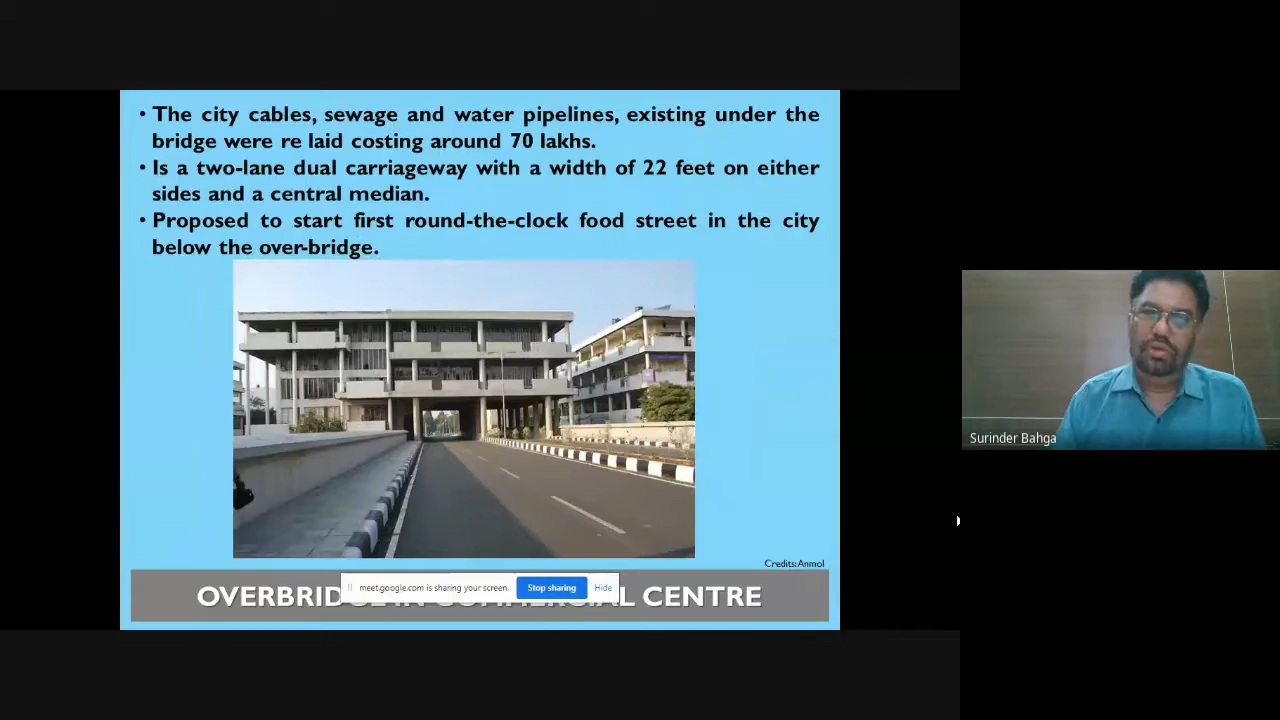 • The city cables, sewage and water pipelines, existing under the
bridge were re laid costing around 70 lakhs.
• Is a two-lane dual carriageway with a width of 22 feet on either
sides and a central median.
• Proposed to start first round-the-clock food street in the city
below the over-bridge.
Surinder Bahga
Credits:Anmol
meet.google.com is sharing your screen.
Stop sharing
Hide
CENTRE